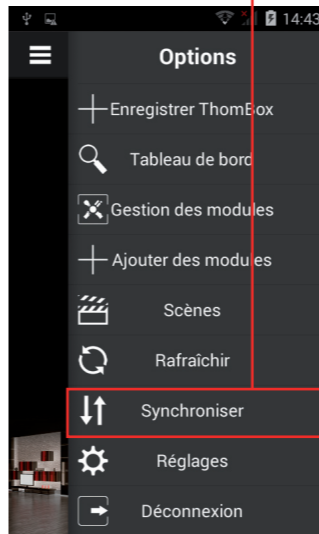 14:43
Options
Enregistrer ThomBox
Tableau de bord
Gestion des modules
Ajouter des modules
Scènes
Rafraîchir
Synchroniser
Réglages
Déconnexion